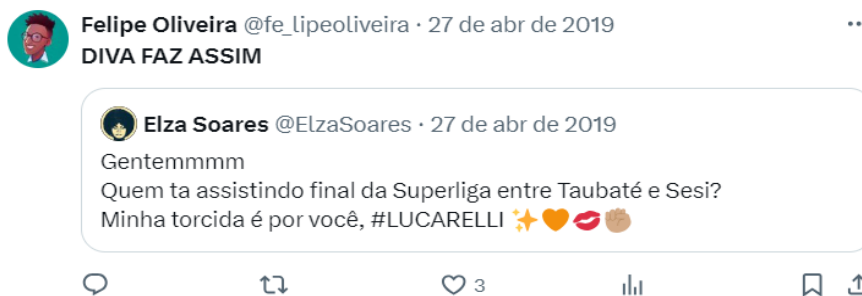 Felipe Oliveira @fe_lipeoliveira · 27 de abr de 2019
DIVA FAZ ASSIM
Elza Soares @ElzaSoares · 27 de abr de 2019
Gentemmmm
Quem ta assistindo final da Superliga entre Taubaté e Sesi?
Minha torcida é por você, #LUCARELLI ✨🧡💋✊🏽
3